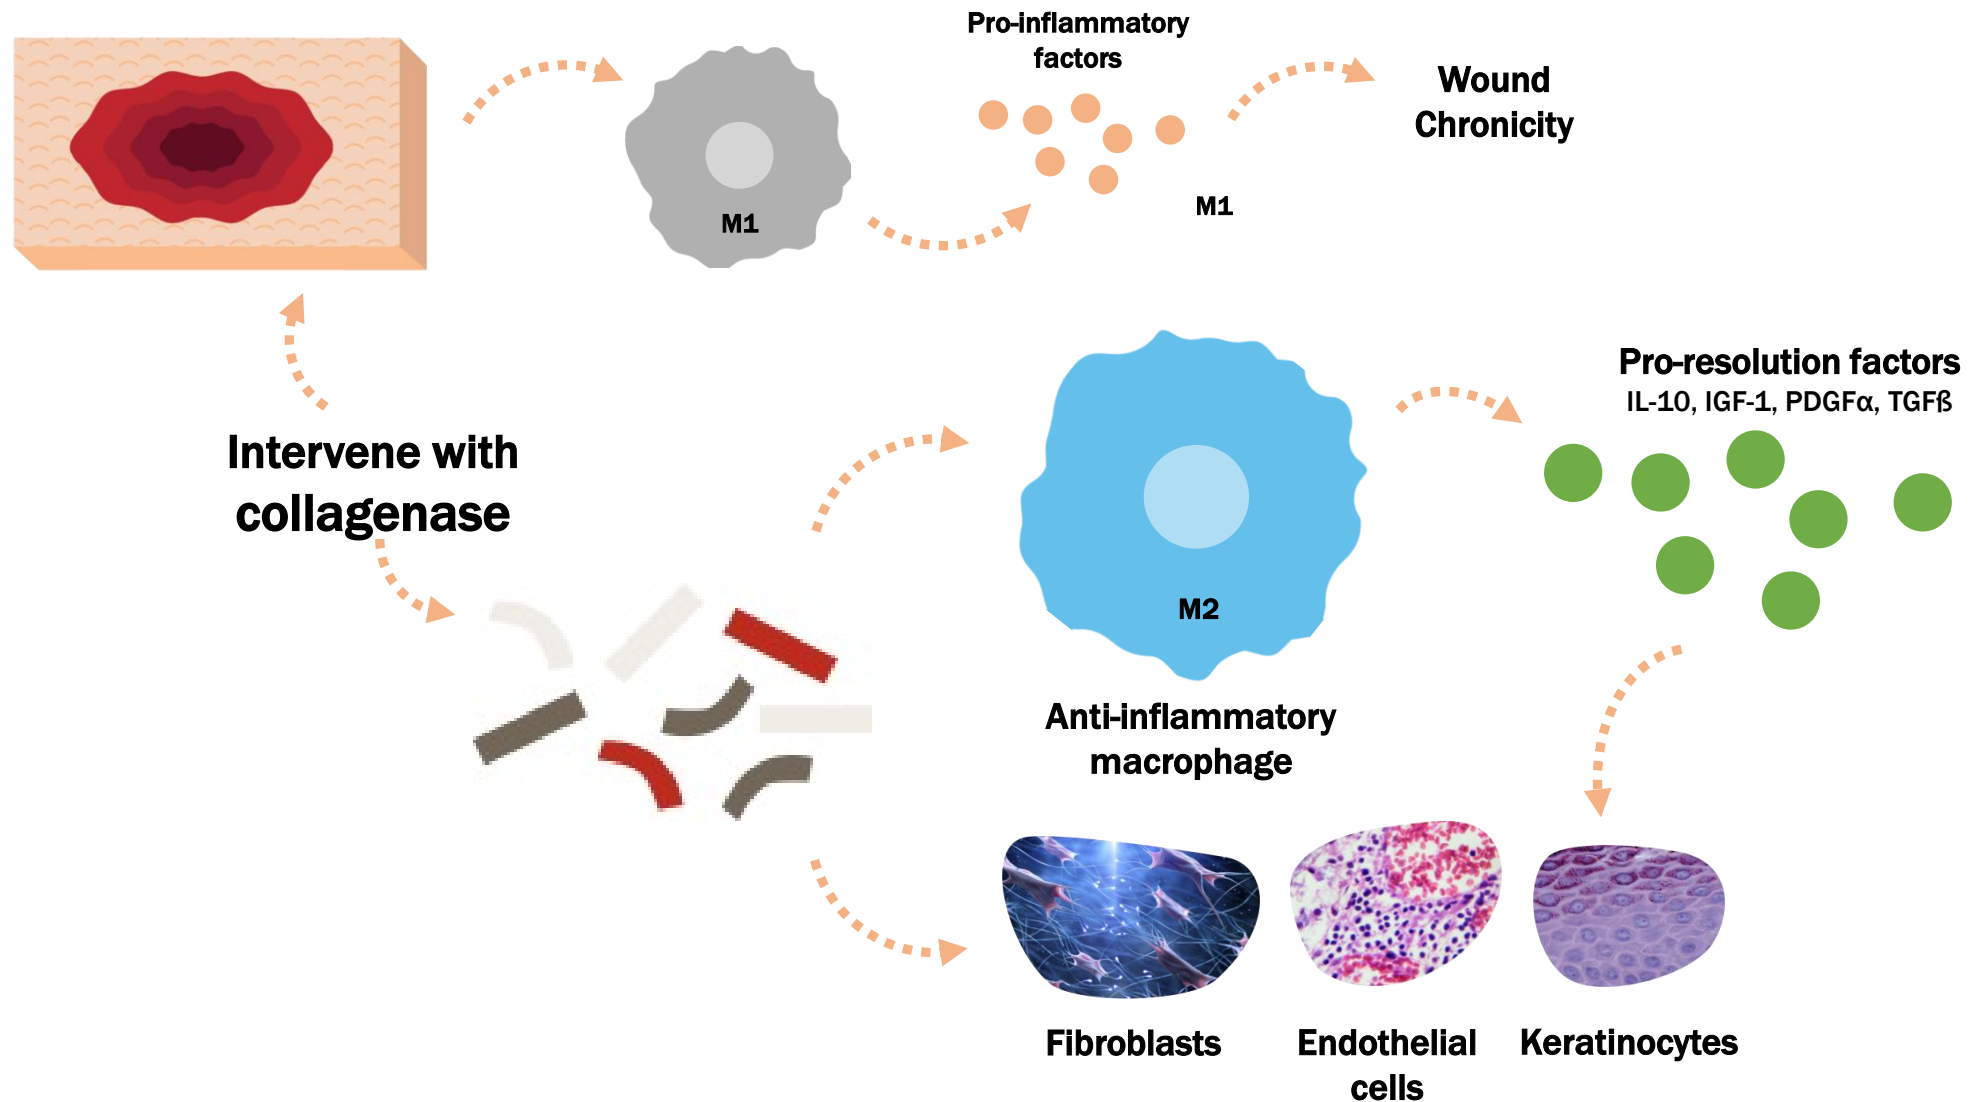 Pro-inflammatory
factors
Wound
Chronicity
M1
M1
Intervene with
collagenase
Pro-resolution factors
IL-10, IGF-1, PDGFα, TGFß
M2
Anti-inflammatory
macrophage
Fibroblasts
Endothelial
cells
Keratinocytes